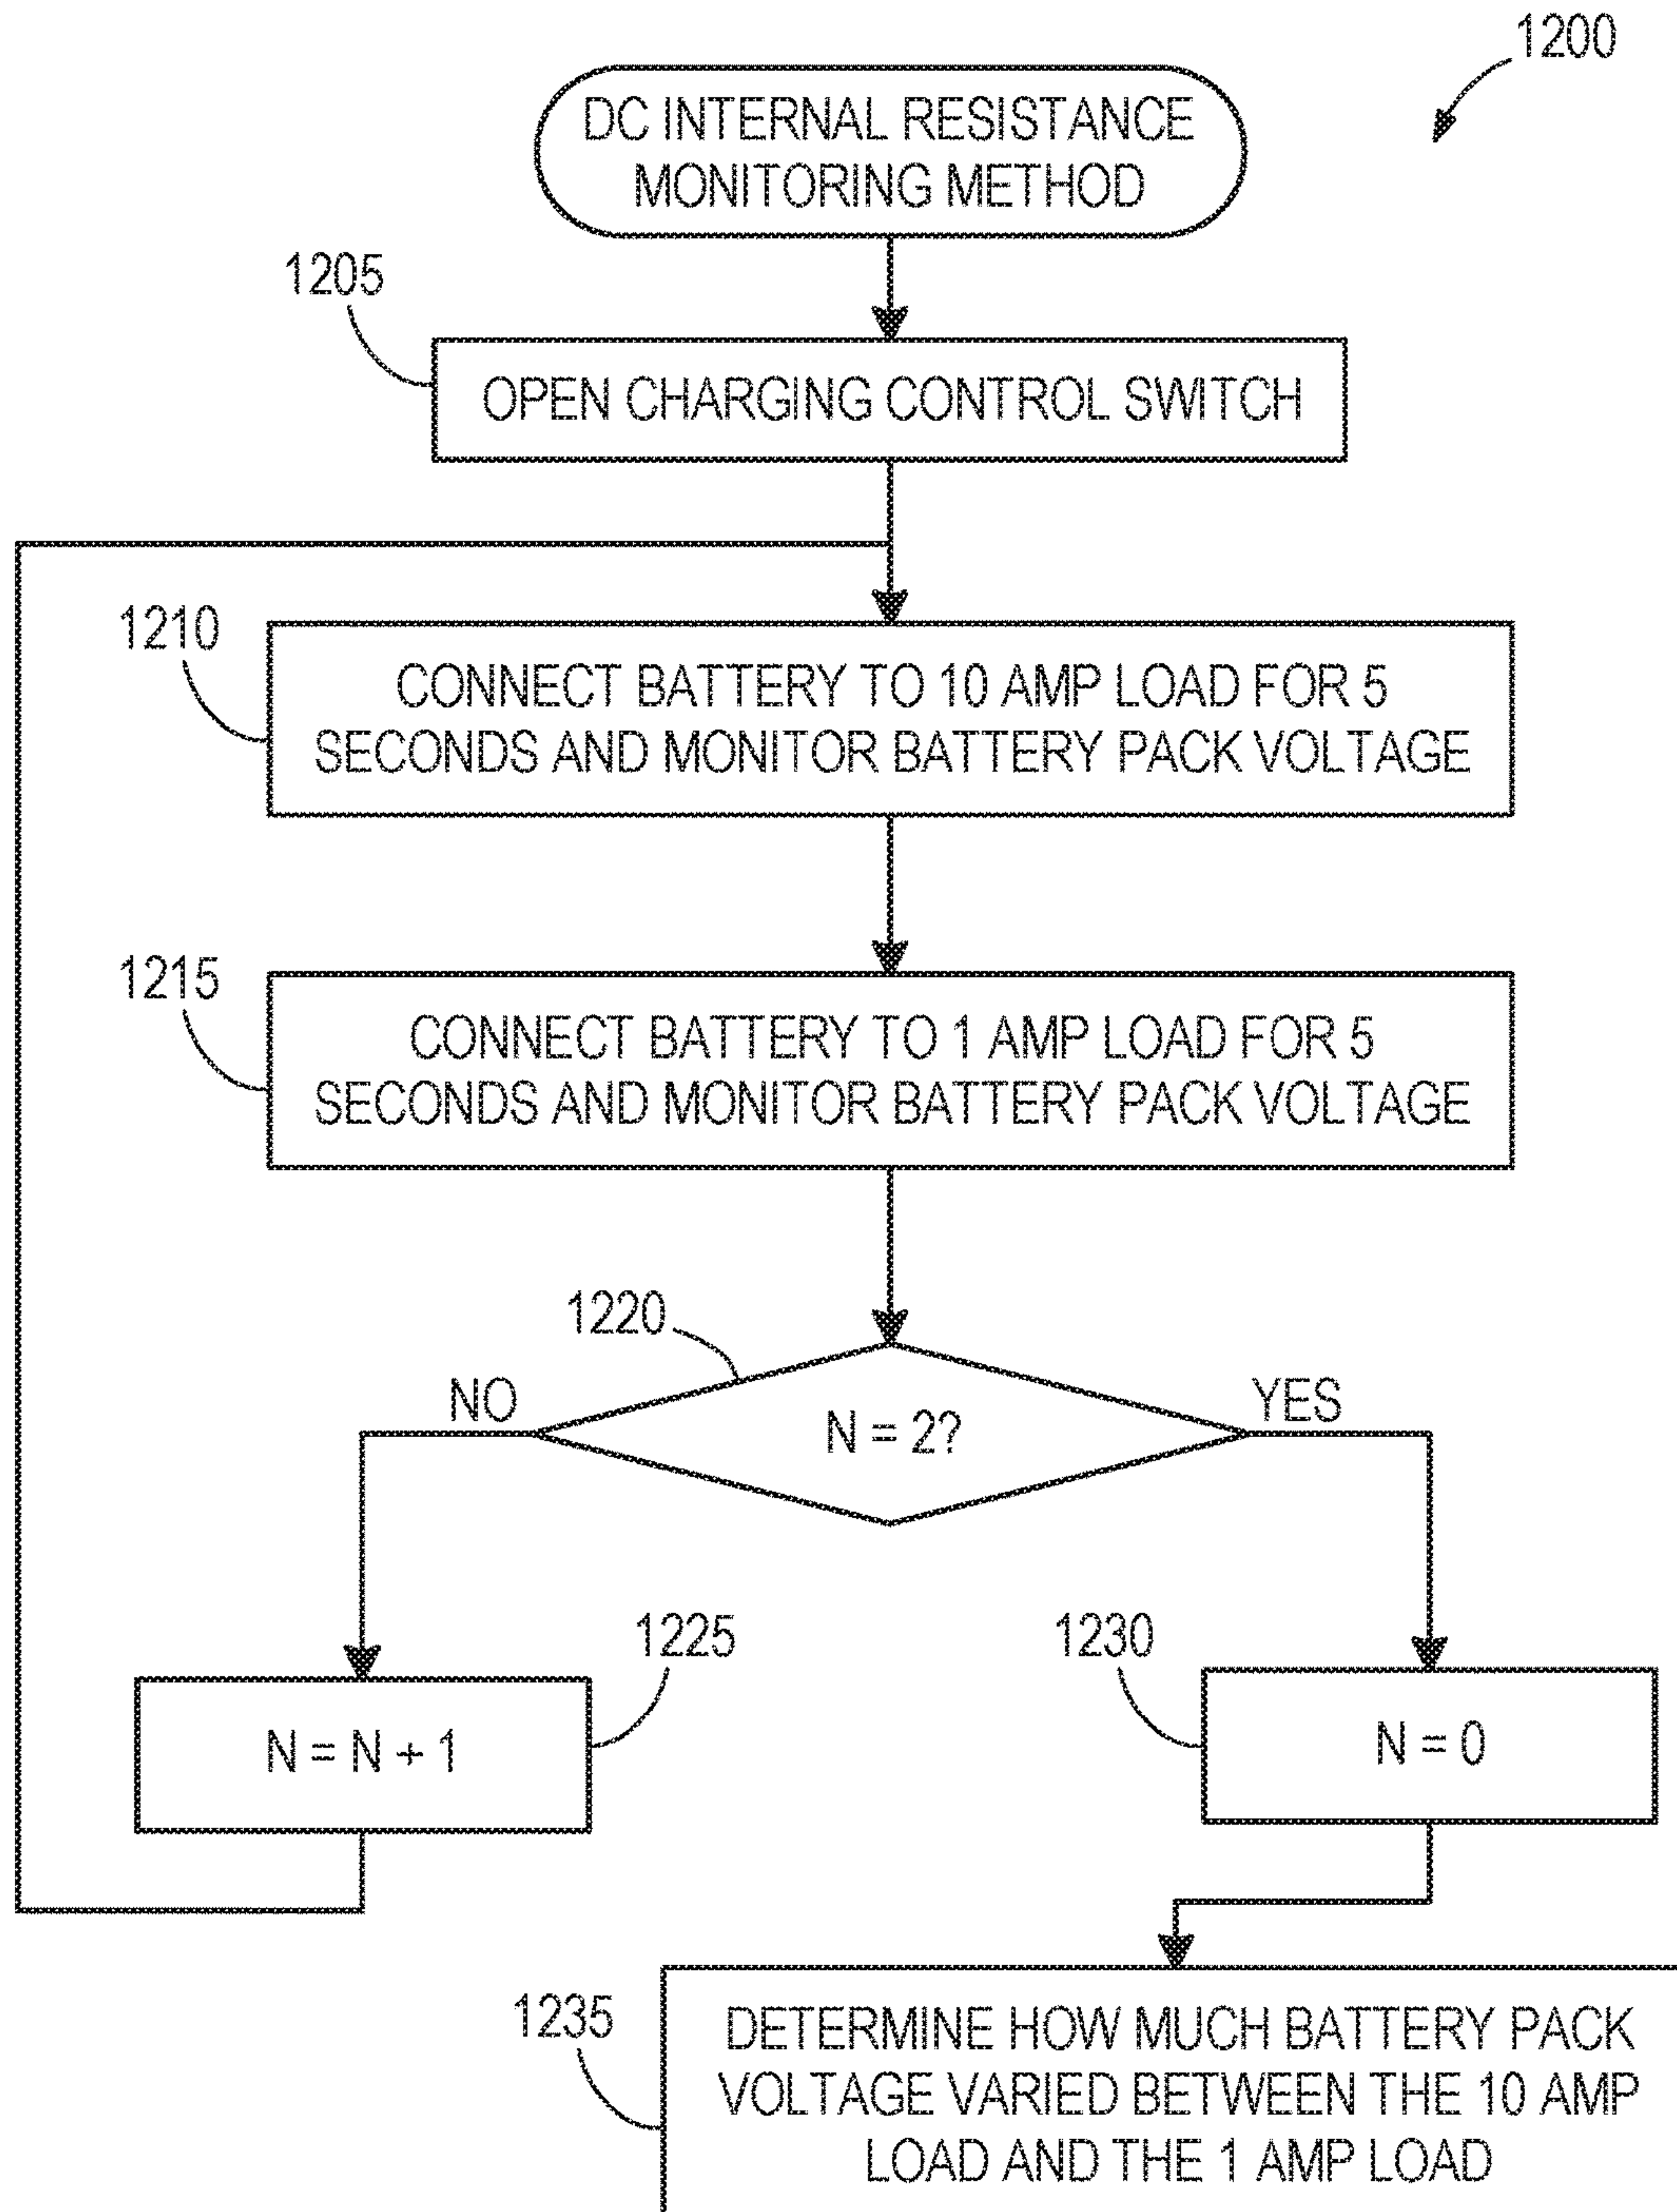 1200
DC INTERNAL RESISTANCE
MONITORING METHOD
1205
OPEN CHARGING CONTROL SWITCH
1210
CONNECT BATTERY TO 10 AMP LOAD FOR 5
SECONDS AND MONITOR BATTERY PACK VOLTAGE
1215
CONNECT BATTERY TO 1 AMP LOAD FOR 5
SECONDS AND MONITOR BATTERY PACK VOLTAGE
1220
NO
YES
N = 2?
1225
1230
N = N + 1
N = 0
1235
DETERMINE HOW MUCH BATTERY PACK
VOLTAGE VARIED BETWEEN THE 10 AMP
LOAD AND THE 1 AMP LOAD